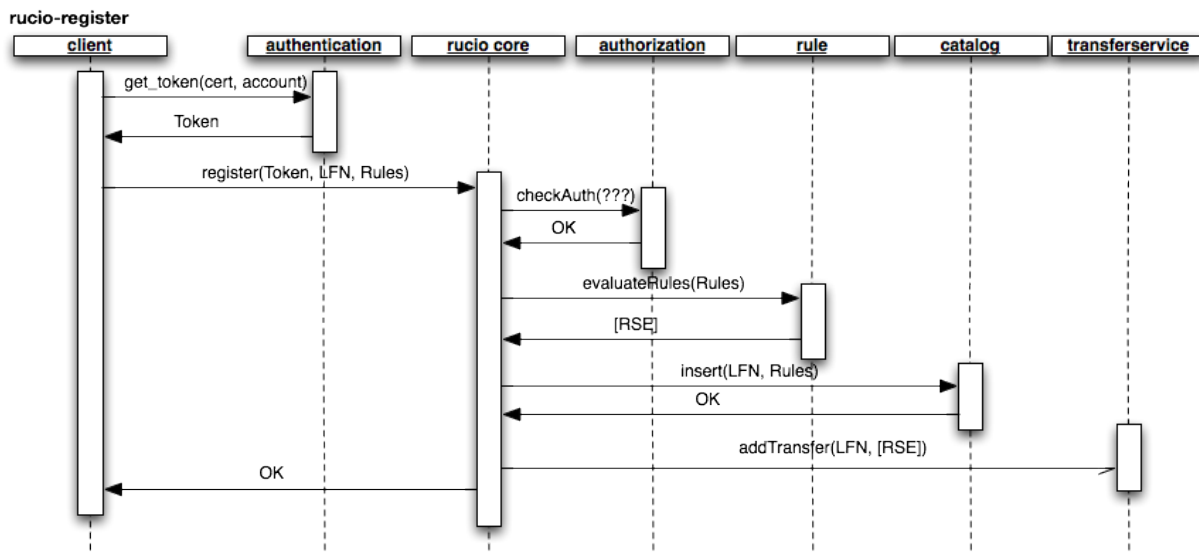 rucio-register
client
authentication
rucio core
authorization
rule
catalog
transferservice
get_token(cert, account)
Token
register(Token, LFN, Rules)
checkAuth(???)
OK
evaluateRules(Rules)
[RSE]
insert(LFN, Rules)
OK
addTransfer(LFN, [RSE])
OK